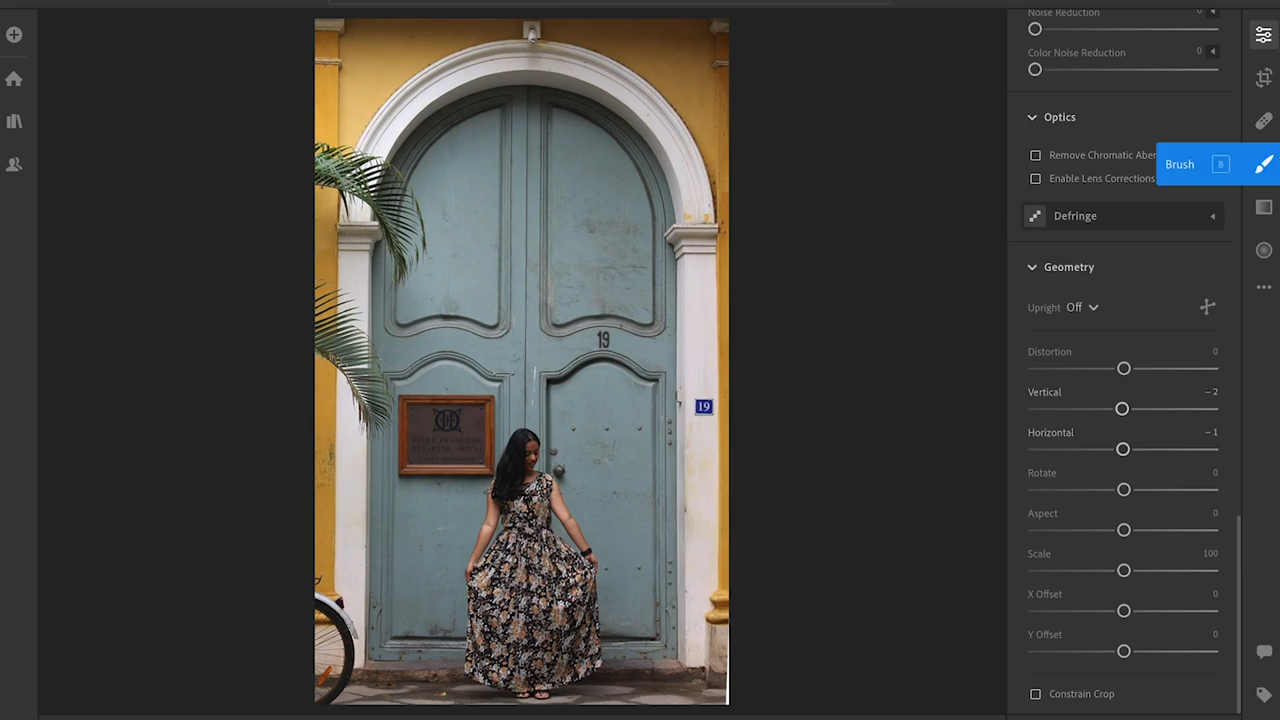 Noise Reduction 0
Color Noise Reduction 0
Optics
Remove Chromatic Aber
Brush B
Enable Lens Corrections
Defringe
Geometry
Upright Off
Distortion 0
Vertical – 2
Horizontal – 1
Rotate 0
Aspect 0
Scale 100
X Offset 0
Y Offset 0
Constrain Crop
19
19